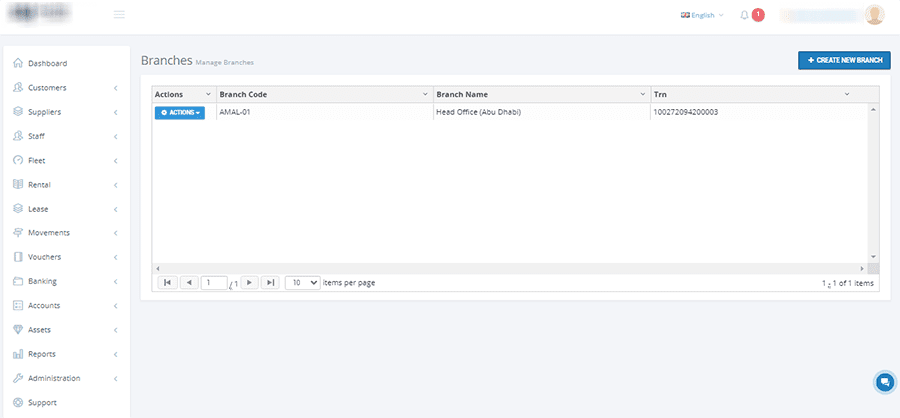 English
1
Branches Manage Branches
CREATE NEW BRANCH
Dashboard
Customers
Suppliers
Staff
Fleet
Rental
Lease
Movements
Vouchers
Banking
Accounts
Assets
Reports
Administration
Support
Actions Branch Code Branch Name Trn
ACTIONS AMAL-01 Head Office (Abu Dhabi) 100272094200003
1 / 1 10 items per page 1 - 1 of 1 items